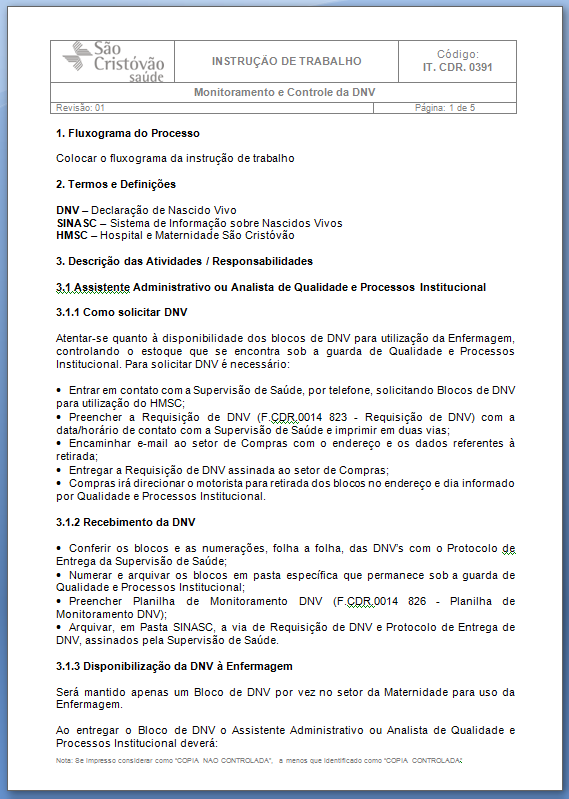 São
Cristóvão
saúde
INSTRUÇÃO DE TRABALHO
Código:
IT. CDR. 0391
Monitoramento e Controle da DNV
Revisão: 01
Página: 1 de 5
1. Fluxograma do Processo
Colocar o fluxograma da instrução de trabalho
2. Termos e Definições
DNV – Declaração de Nascido Vivo
SINASC – Sistema de Informação sobre Nascidos Vivos
HMSC – Hospital e Maternidade São Cristóvão
3. Descrição das Atividades / Responsabilidades
3.1 Assistente Administrativo ou Analista de Qualidade e Processos Institucional
3.1.1 Como solicitar DNV
Atentar-se quanto à disponibilidade dos blocos de DNV para utilização da Enfermagem,
controlando o estoque que se encontra sob a guarda de Qualidade e Processos
Institucional. Para solicitar DNV é necessário:
• Entrar em contato com a Supervisão de Saúde, por telefone, solicitando Blocos de DNV
para utilização do HMSC;
• Preencher a Requisição de DNV (F.CDR.0014 823 - Requisição de DNV) com a
data/horário de contato com a Supervisão de Saúde e imprimir em duas vias;
• Encaminhar e-mail ao setor de Compras com o endereço e os dados referentes à
retirada;
• Entregar a Requisição de DNV assinada ao setor de Compras;
• Compras irá direcionar o motorista para retirada dos blocos no endereço e dia informado
por Qualidade e Processos Institucional.
3.1.2 Recebimento da DNV
• Conferir os blocos e as numerações, folha a folha, das DNV's com o Protocolo de
Entrega da Supervisão de Saúde;
• Numerar e arquivar os blocos em pasta específica que permanece sob a guarda de
Qualidade e Processos Institucional;
• Preencher Planilha de Monitoramento DNV (F.CDR.0014 826 - Planilha de
Monitoramento DNV);
• Arquivar, em Pasta SINASC, a via de Requisição de DNV e Protocolo de Entrega de
DNV, assinados pela Supervisão de Saúde.
3.1.3 Disponibilização da DNV à Enfermagem
Será mantido apenas um Bloco de DNV por vez no setor da Maternidade para uso da
Enfermagem.
Ao entregar o Bloco de DNV o Assistente Administrativo ou Analista de Qualidade e
Processos Institucional deverá:
Nota: Se impresso considerar como "COPIA NAO CONTROLADA", a menos que identificado como "COPIA CONTROLADA